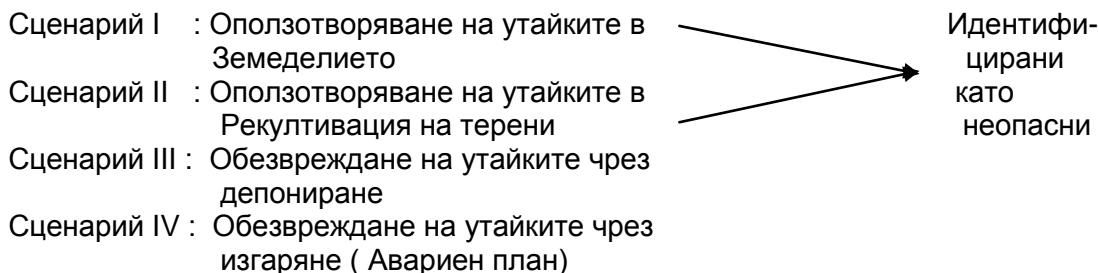 Сценарий I : Оползотворяване на утайките в
Земеделието
Сценарий II : Оползотворяване на утайките в
Рекултивация на терени
Сценарий III : Обезвреждане на утайките чрез
депониране
Сценарий IV : Обезвреждане на утайките чрез
изгаряне ( Авариен план)
Идентифи-
цирани
като
неопасни